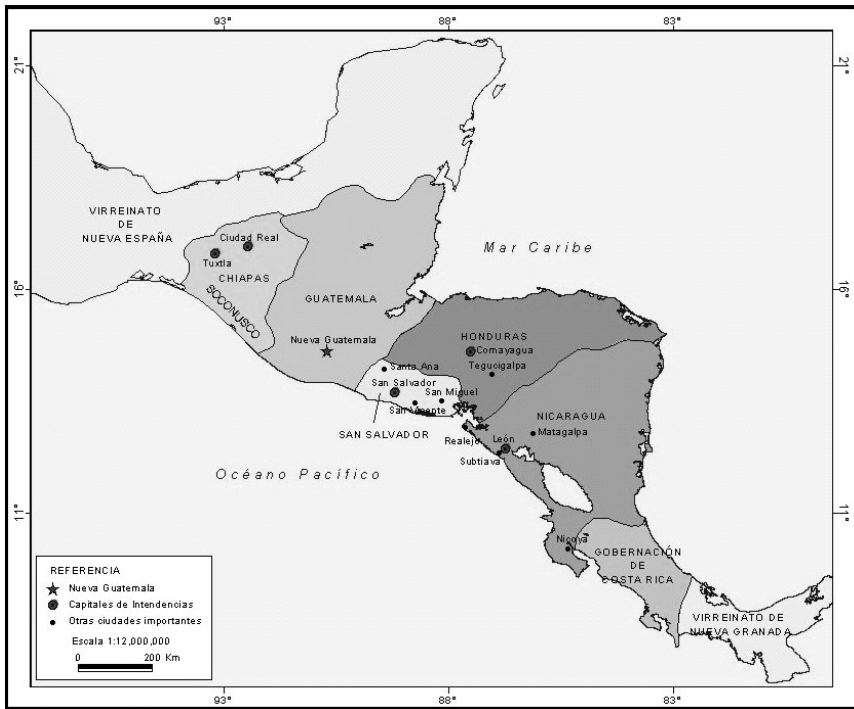 93°
88°
83°
21°
21°
VIRREINATO
DE
NUEVA ESPAÑA
Ciudad Real
Tuxtla
CHIAPAS
SOCONUSCO
Mar Caribe
16°
16°
GUATEMALA
Nueva Guatemala
HONDURAS
Comayagua
Tegucigalpa
Santa Ana
San Salvador
San Miguel
San Vicente
SAN SALVADOR
NICARAGUA
Matagalpa
Realejo
León
Subtiava
Océano Pacífico
11°
11°
Nicoya
GOBERNACIÓN
DE
COSTA RICA
VIRREINATO DE
NUEVA GRANADA
REFERENCIA
Nueva Guatemala
Capitales de Intendencias
Otras ciudades importantes
Escala 1:12,000,000
0 200 Km
93°
88°
83°